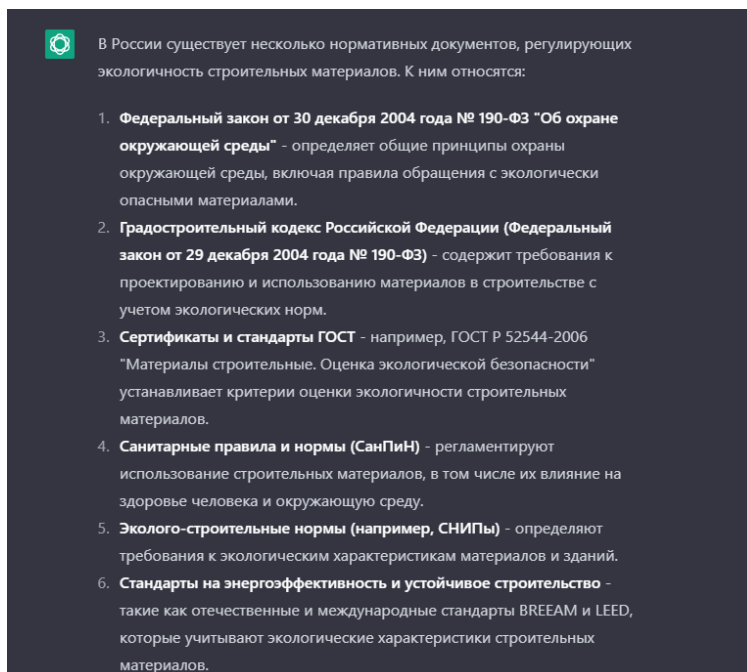 В России существует несколько нормативных документов, регулирующих
экологичность строительных материалов. К ним относятся:
1. Федеральный закон от 30 декабря 2004 года № 190-ФЗ "Об охране
окружающей среды" - определяет общие принципы охраны
окружающей среды, включая правила обращения с экологически
опасными материалами.
2. Градостроительный кодекс Российской Федерации (Федеральный
закон от 29 декабря 2004 года № 190-ФЗ) - содержит требования к
проектированию и использованию материалов в строительстве с
учетом экологических норм.
3. Сертификаты и стандарты ГОСТ - например, ГОСТ Р 52544-2006
"Материалы строительные. Оценка экологической безопасности"
устанавливает критерии оценки экологичности строительных
материалов.
4. Санитарные правила и нормы (СанПиН) - регламентируют
использование строительных материалов, в том числе их влияние на
здоровье человека и окружающую среду.
5. Эколого-строительные нормы (например, СНИПы) - определяют
требования к экологическим характеристикам материалов и зданий.
6. Стандарты на энергоэффективность и устойчивое строительство -
такие как отечественные и международные стандарты BREEAM и LEED,
которые учитывают экологические характеристики строительных
материалов.